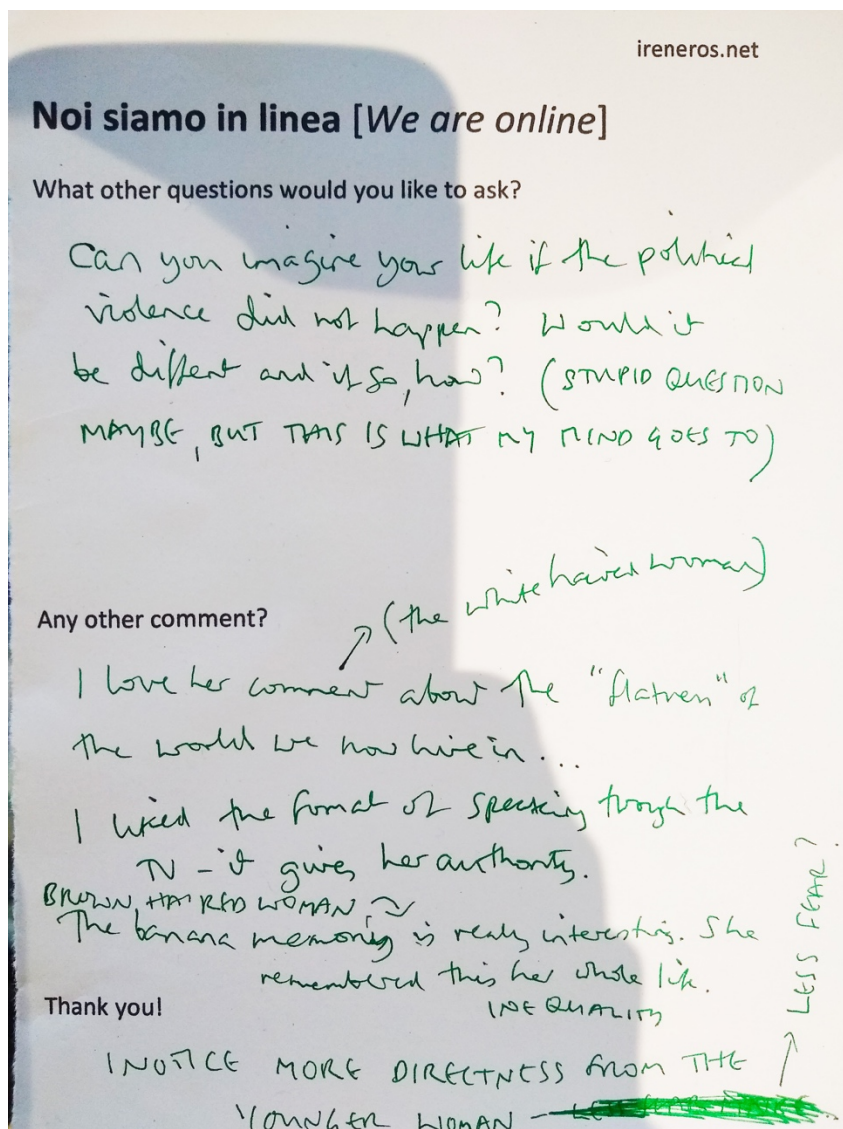 ireneros.net
Noi siamo in linea [We are online]
What other questions would you like to ask?
Can you imagine your life if the political
violence did not happen? Would it
be different and if so, how? (STUPID QUESTION
MAYBE, BUT THIS IS WHAT MY MIND GOES TO)
(the white haired woman)
Any other comment?
I love her comment about the "flatness" of
the world we now live in...
I liked the format of speaking through the
TV - it gives her authority.
BROWN HAIRED WOMAN
The banana memory is really interesting. She
remembered this her whole life.
INEQUALITY
Thank you!
I NOTICE MORE DIRECTNESS FROM THE
YOUNGER WOMAN -
LESS FEAR?